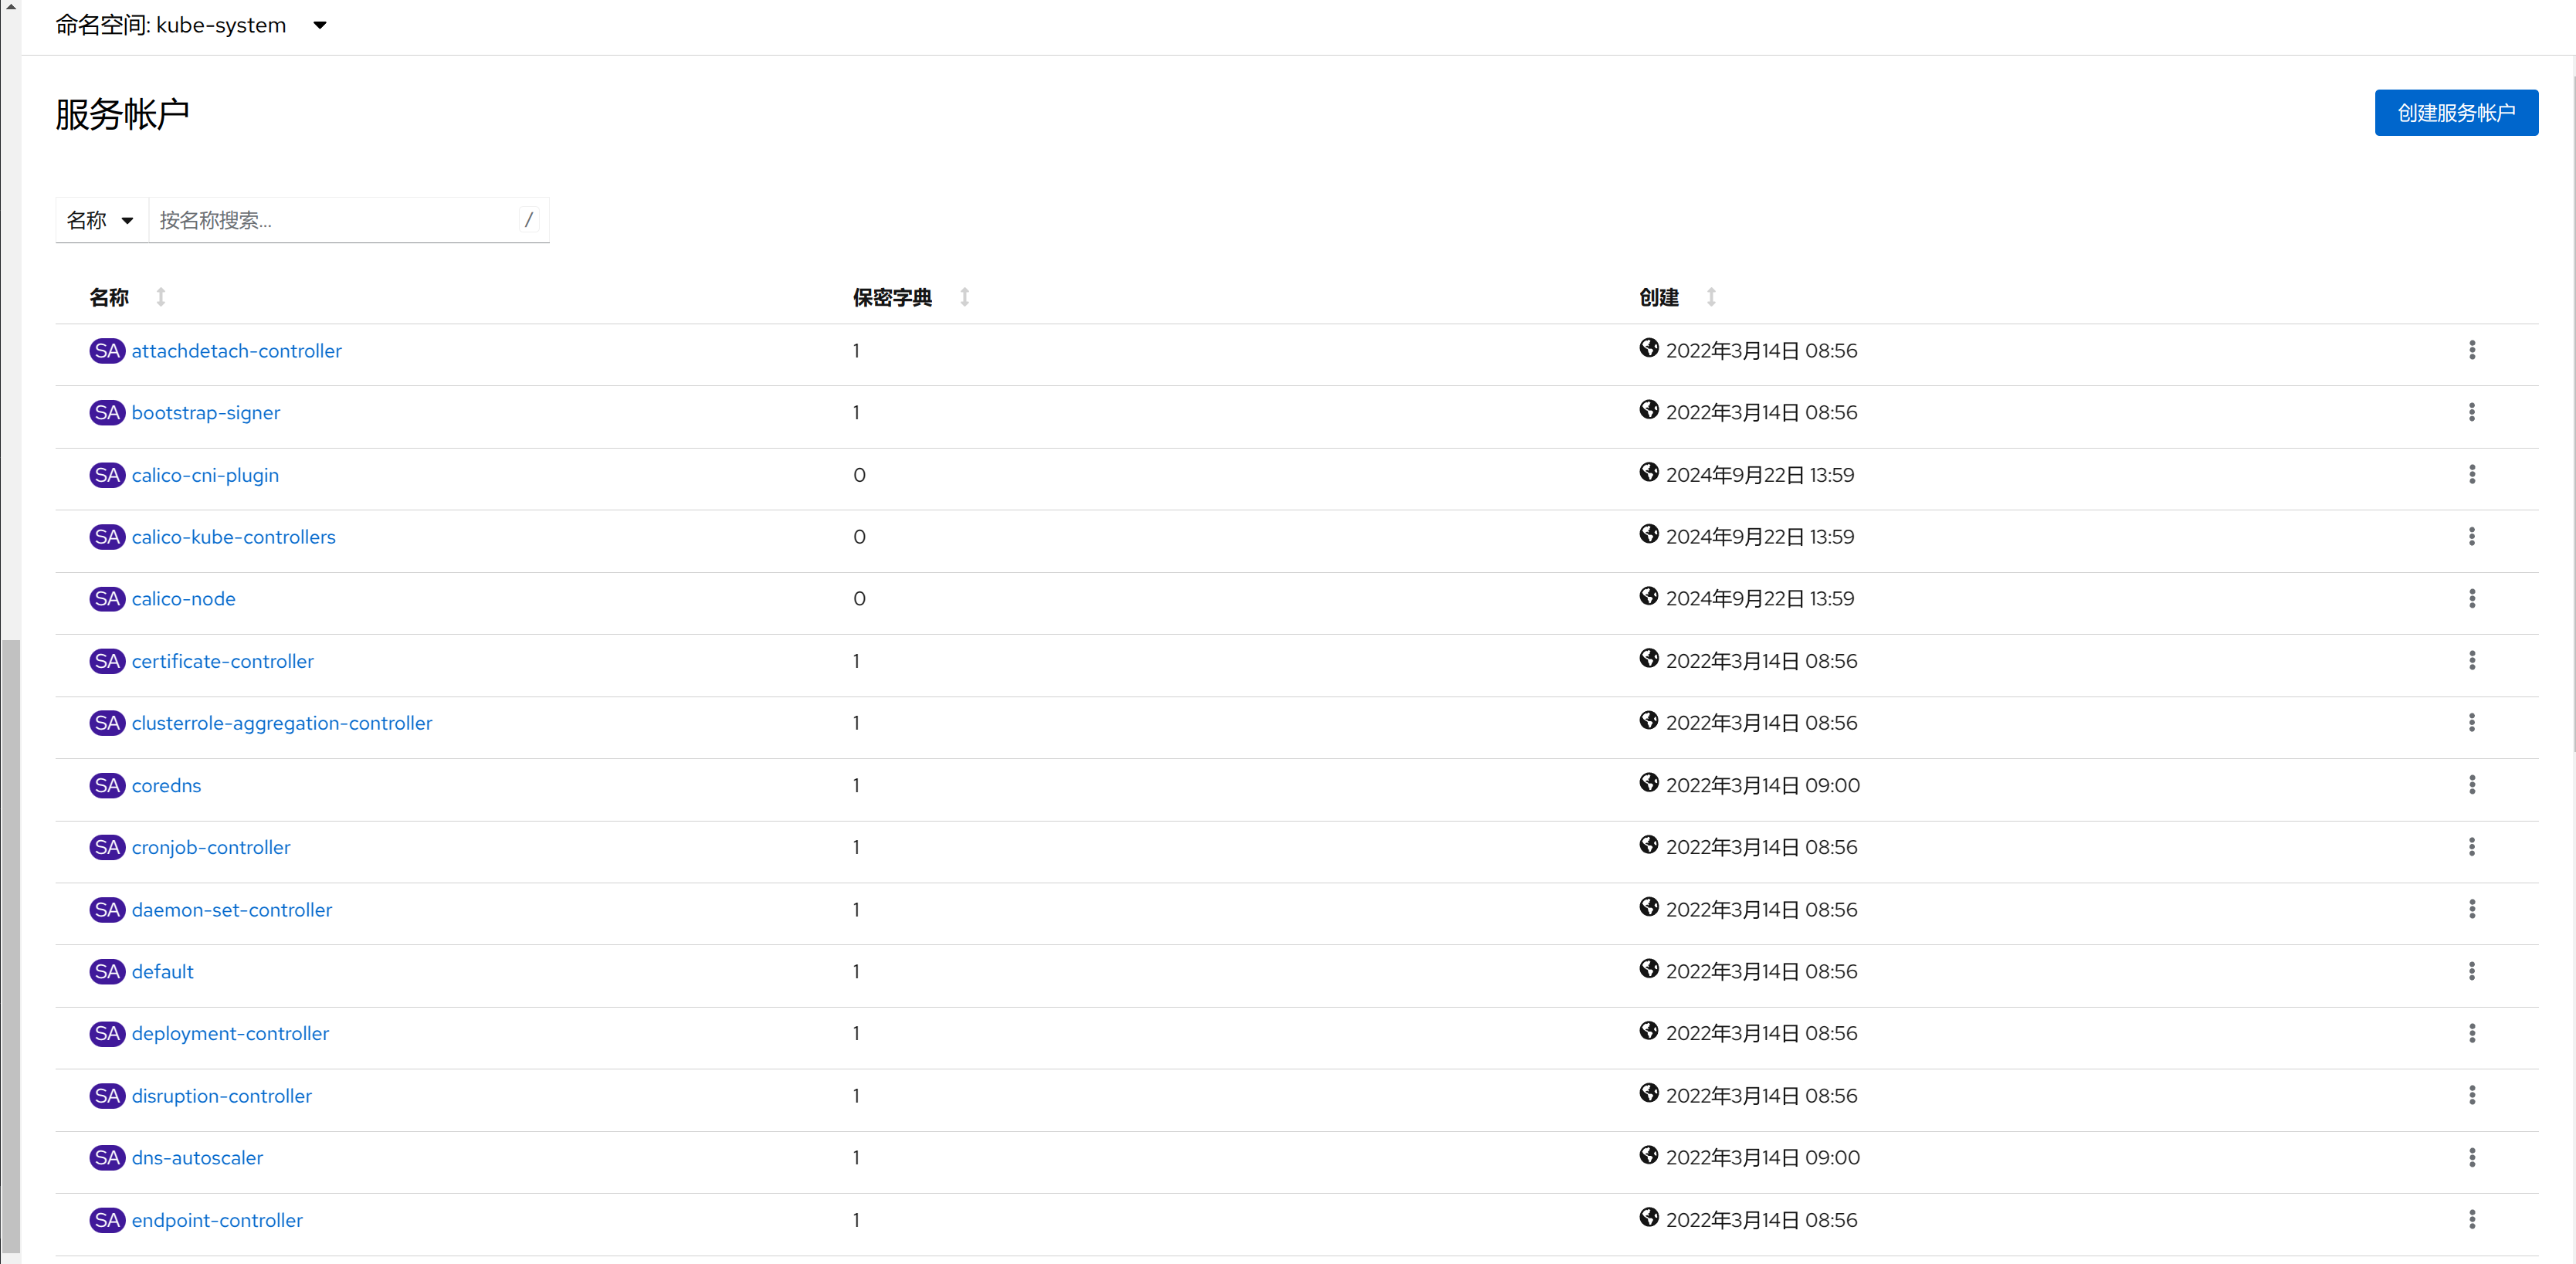 命名空间: kube-system
服务帐户
创建服务帐户
名称 按名称搜索... /
名称 保密字典 创建
SA attachdetach-controller 1 2022年3月14日 08:56
SA bootstrap-signer 1 2022年3月14日 08:56
SA calico-cni-plugin 0 2024年9月22日 13:59
SA calico-kube-controllers 0 2024年9月22日 13:59
SA calico-node 0 2024年9月22日 13:59
SA certificate-controller 1 2022年3月14日 08:56
SA clusterrole-aggregation-controller 1 2022年3月14日 08:56
SA coredns 1 2022年3月14日 09:00
SA cronjob-controller 1 2022年3月14日 08:56
SA daemon-set-controller 1 2022年3月14日 08:56
SA default 1 2022年3月14日 08:56
SA deployment-controller 1 2022年3月14日 08:56
SA disruption-controller 1 2022年3月14日 08:56
SA dns-autoscaler 1 2022年3月14日 09:00
SA endpoint-controller 1 2022年3月14日 08:56